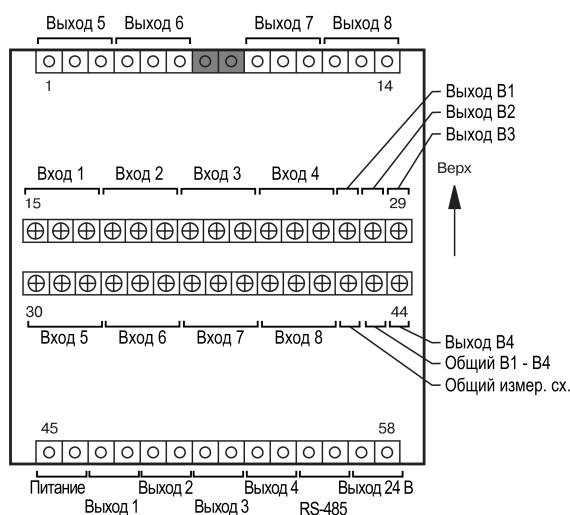 Выход 5 Выход 6 Выход 7 Выход 8
1 14
Выход В1
Выход В2
Выход В3
Верх
Вход 1 Вход 2 Вход 3 Вход 4
15 29
30 44
Вход 5 Вход 6 Вход 7 Вход 8
Выход В4
Общий В1 - В4
Общий измер. сх.
45 58
Питание Выход 2 Выход 4 Выход 24 В
Выход 1 Выход 3 RS-485